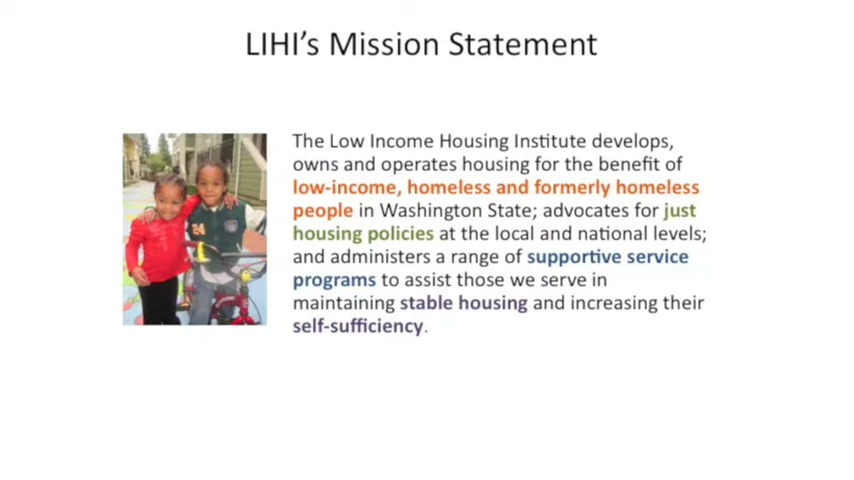 LIHI's Mission Statement
The Low Income Housing Institute develops,
owns and operates housing for the benefit of
low-income, homeless and formerly homeless
people in Washington State; advocates for just
housing policies at the local and national levels;
and administers a range of supportive service
programs to assist those we serve in
maintaining stable housing and increasing their
self-sufficiency.
24